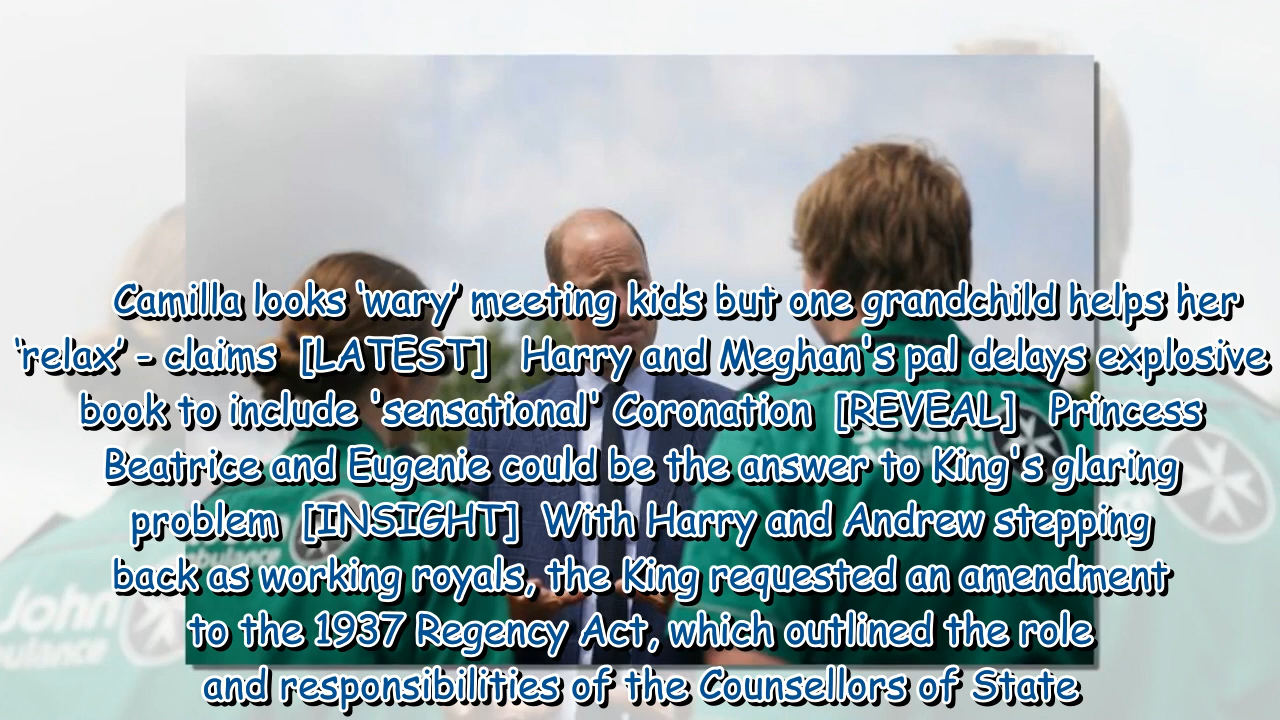 Camilla looks ‘wary’ meeting kids but one grandchild helps her
‘relax’ - claims [LATEST] Harry and Meghan's pal delays explosive
book to include 'sensational' Coronation [REVEAL] Princess
Beatrice and Eugenie could be the answer to King's glaring
problem [INSIGHT] With Harry and Andrew stepping
back as working royals, the King requested an amendment
to the 1937 Regency Act, which outlined the role
and responsibilities of the Counsellors of State
John